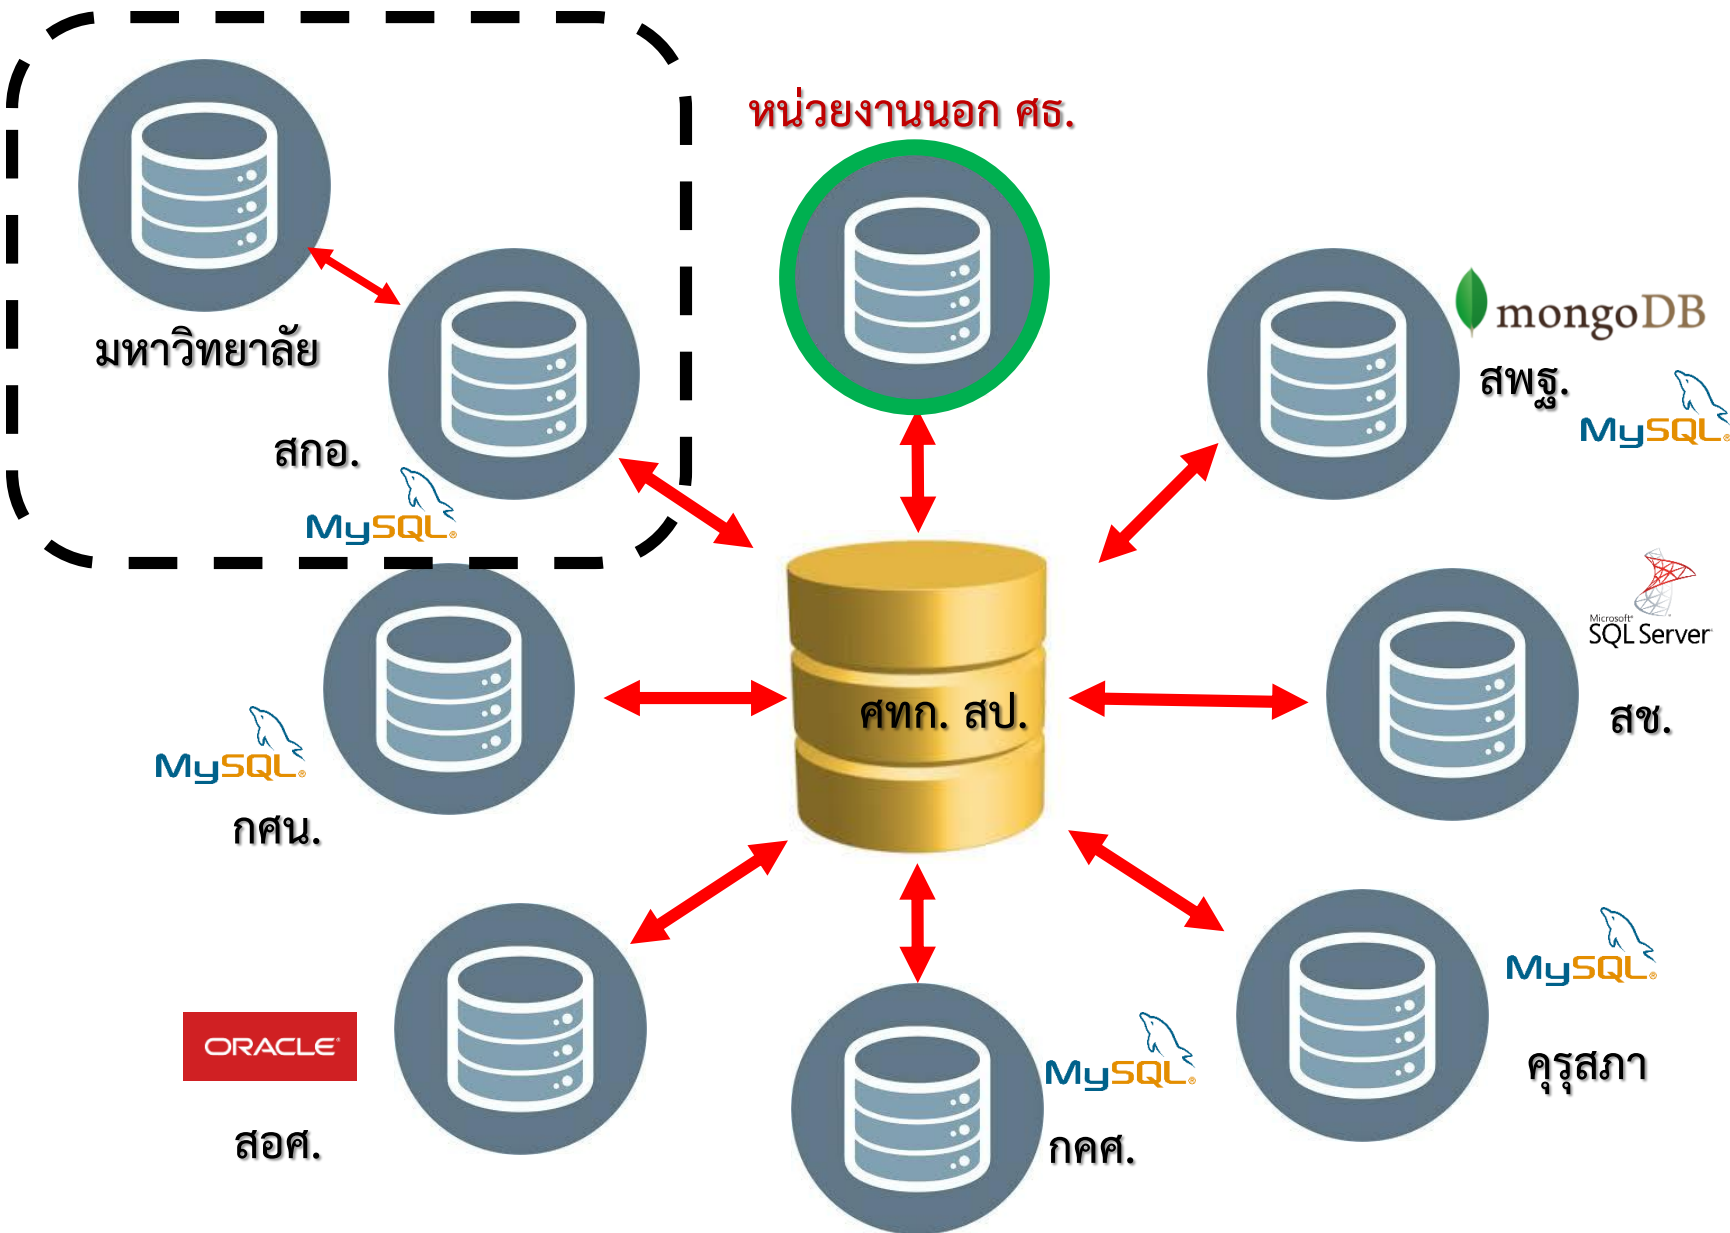 หน่วยงานนอก ศธ.
มหาวิทยาลัย
สกอ.
MySQL®
mongoDB
สพฐ.
MySQL®
Microsoft®
SQL Server
สช.
ศทก. สป.
MySQL®
กศน.
ORACLE®
สอศ.
MySQL®
กคศ.
MySQL®
คุรุสภา